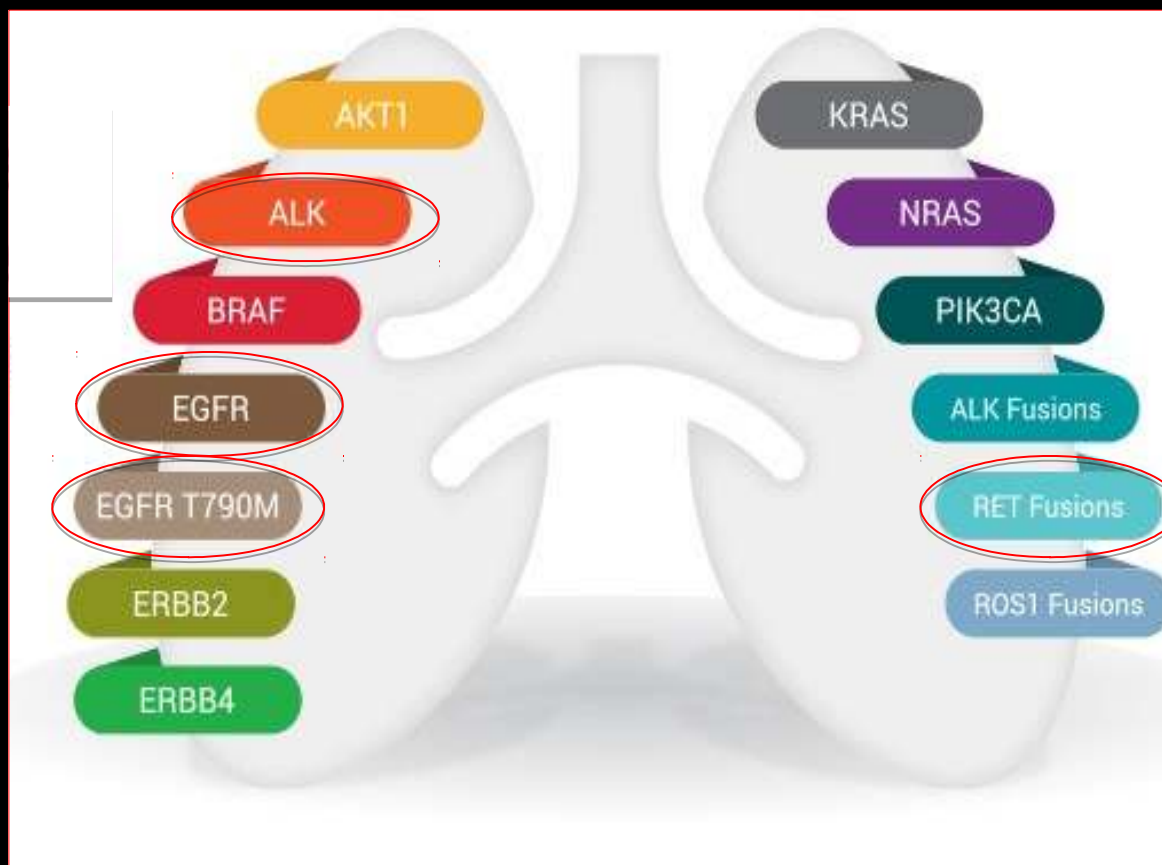 AKT1
ALK
BRAF
EGFR
EGFR T790M
ERBB2
ERBB4
KRAS
NRAS
PIK3CA
ALK Fusions
RET Fusions
ROS1 Fusions